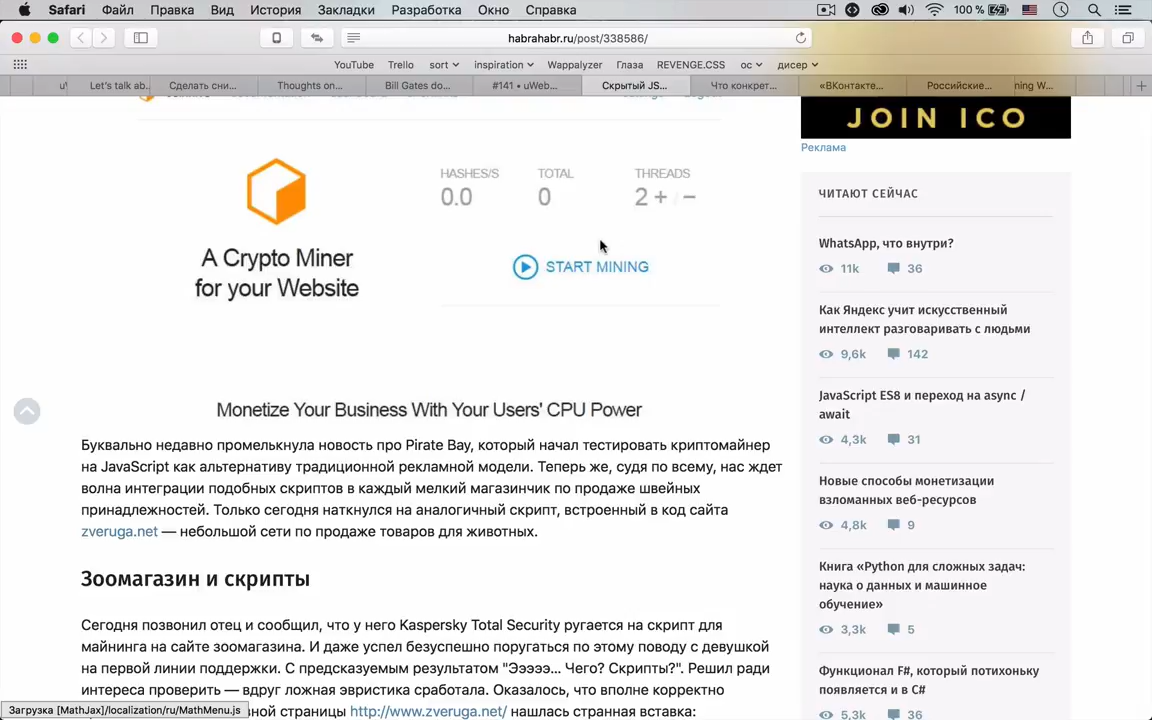 Safari Файл Правка Вид История Закладки Разработка Окно Справка 100 %
habrahabr.ru/post/338586/
YouTube Trello sort inspiration Wappalyzer Глаза REVENGE.CSS ос дисер
Let's talk ab... Сделать сни... Thoughts on... Bill Gates do... #141 • uWeb... Скрытый JS... Что конкрет... «ВКонтакте... Российские... ning W...
JOIN ICO
Реклама
HASHES/S TOTAL THREADS
0.0 0 2 + / −
A Crypto Miner
for your Website
START MINING
Monetize Your Business With Your Users' CPU Power
Буквально недавно промелькнула новость про Pirate Bay, который начал тестировать криптомайнер
на JavaScript как альтернативу традиционной рекламной модели. Теперь же, судя по всему, нас ждет
волна интеграции подобных скриптов в каждый мелкий магазинчик по продаже швейных
принадлежностей. Только сегодня наткнулся на аналогичный скрипт, встроенный в код сайта
zveruga.net — небольшой сети по продаже товаров для животных.
Зоомагазин и скрипты
Сегодня позвонил отец и сообщил, что у него Kaspersky Total Security ругается на скрипт для
майнинга на сайте зоомагазина. И даже успел безуспешно поругаться по этому поводу с девушкой
на первой линии поддержки. С предсказуемым результатом "Эээээ... Чего? Скрипты?". Решил ради
интереса проверить — вдруг ложная эвристика сработала. Оказалось, что вполне корректно
вной страницы http://www.zveruga.net/ нашлась странная вставка:
Загрузка [MathJax]/localization/ru/MathMenu.js
ЧИТАЮТ СЕЙЧАС
WhatsApp, что внутри?
11k 36
Как Яндекс учит искусственный
интеллект разговаривать с людьми
9,6k 142
JavaScript ES8 и переход на async /
await
4,3k 31
Новые способы монетизации
взломанных веб-ресурсов
4,8k 9
Книга «Python для сложных задач:
наука о данных и машинное
обучение»
3,3k 5
Функционал F#, который потихоньку
появляется и в C#
5,3k 36